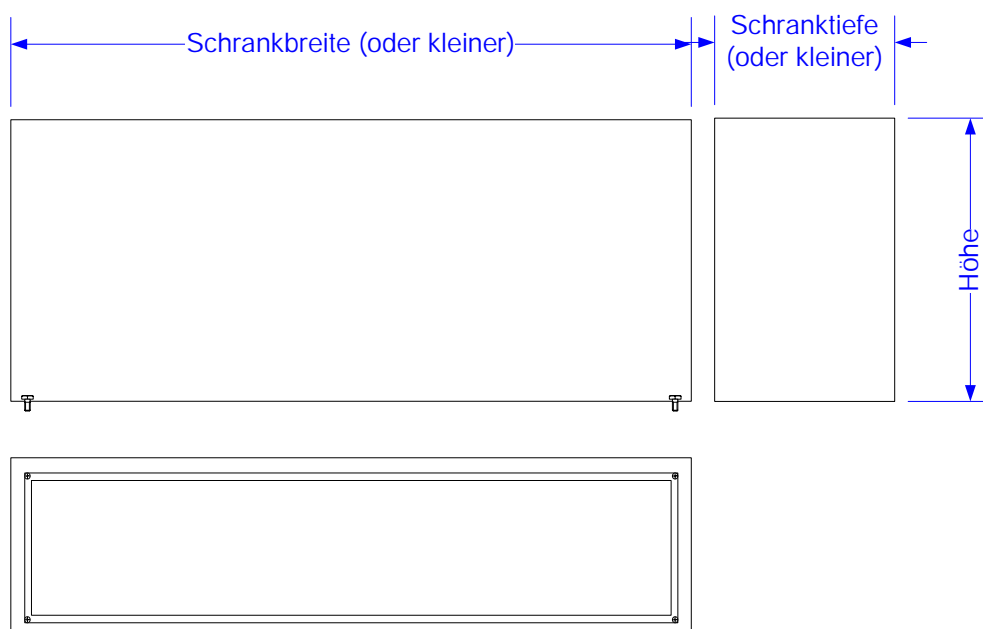 Schrankbreite (oder kleiner)
Schranktiefe
(oder kleiner)
Höhe